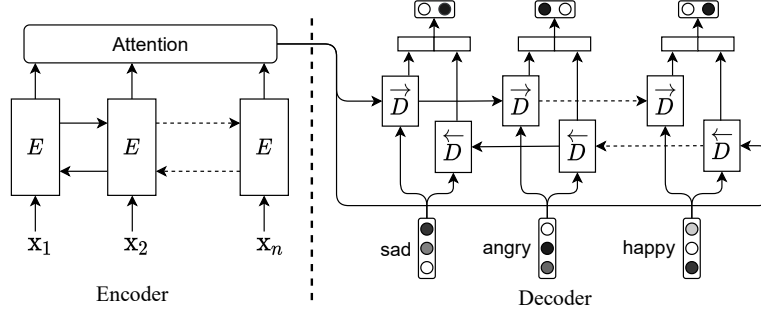 Attention
E E E
x₁ x₂ xₙ
Encoder
→D →D →D
←D ←D ←D
sad angry happy
Decoder